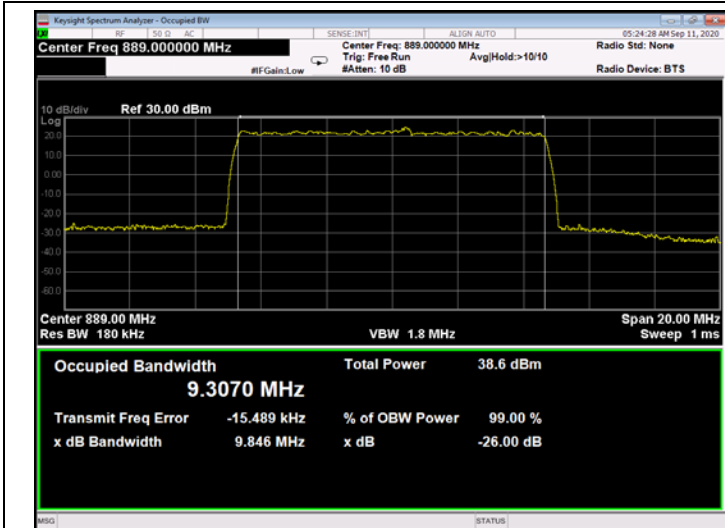 Keysight Spectrum Analyzer - Occupied BW
RF 50 Ω AC SENSE:INT ALIGN AUTO 05:24:28 AM Sep 11, 2020
Center Freq 889.000000 MHz Center Freq: 889.000000 MHz Radio Std: None
Trig: Free Run Avg|Hold:>10/10
#IFGain:Low #Atten: 10 dB Radio Device: BTS
10 dB/div Ref 30.00 dBm
Log
20.0
10.0
0.00
-10.0
-20.0
-30.0
-40.0
-50.0
-60.0
Center 889.00 MHz Span 20.00 MHz
Res BW 180 kHz VBW 1.8 MHz Sweep 1 ms
Occupied Bandwidth Total Power 38.6 dBm
9.3070 MHz
Transmit Freq Error -15.489 kHz % of OBW Power 99.00 %
x dB Bandwidth 9.846 MHz x dB -26.00 dB
MSG STATUS